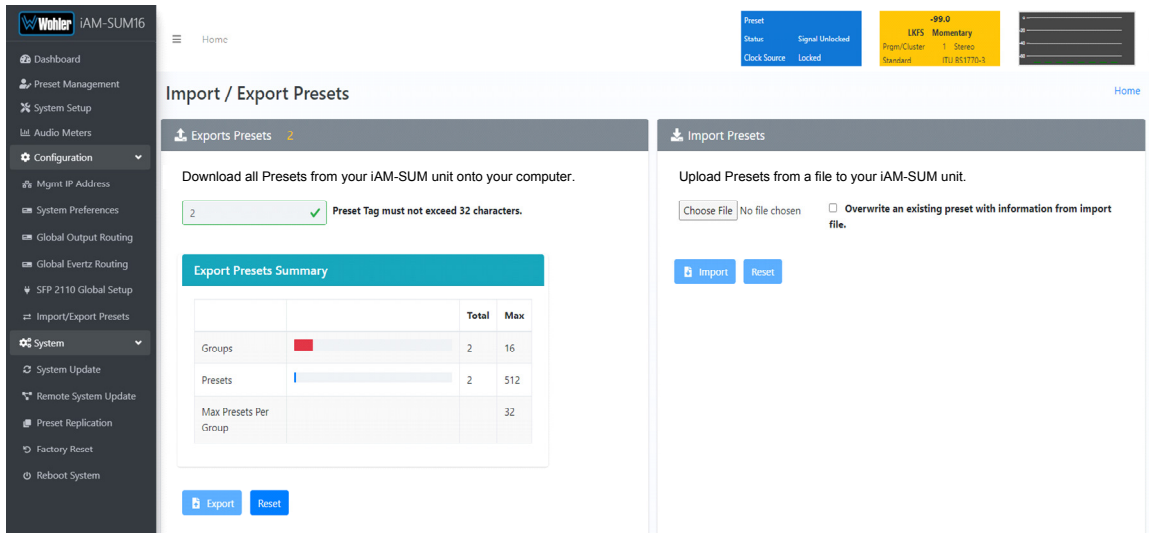 Wohler iAM-SUM16
Dashboard
Preset Management
System Setup
Audio Meters
Configuration
Mgmt IP Address
System Preferences
Global Output Routing
Global Evertz Routing
SFP 2110 Global Setup
Import/Export Presets
System
System Update
Remote System Update
Preset Replication
Factory Reset
Reboot System
Home
Preset
Status Signal Unlocked
Clock Source Locked
-99.0
LKFS Momentary
Prgm/Cluster 1 Stereo
Standard ITU BS1770-3
Import / Export Presets
Home
Exports Presets 2
Download all Presets from your iAM-SUM unit onto your computer.
2 Preset Tag must not exceed 32 characters.
Export Presets Summary
Total Max
Groups 2 16
Presets 2 512
Max Presets Per 32
Group
Export Reset
Import Presets
Upload Presets from a file to your iAM-SUM unit.
Choose File No file chosen Overwrite an existing preset with information from import
file.
Import Reset